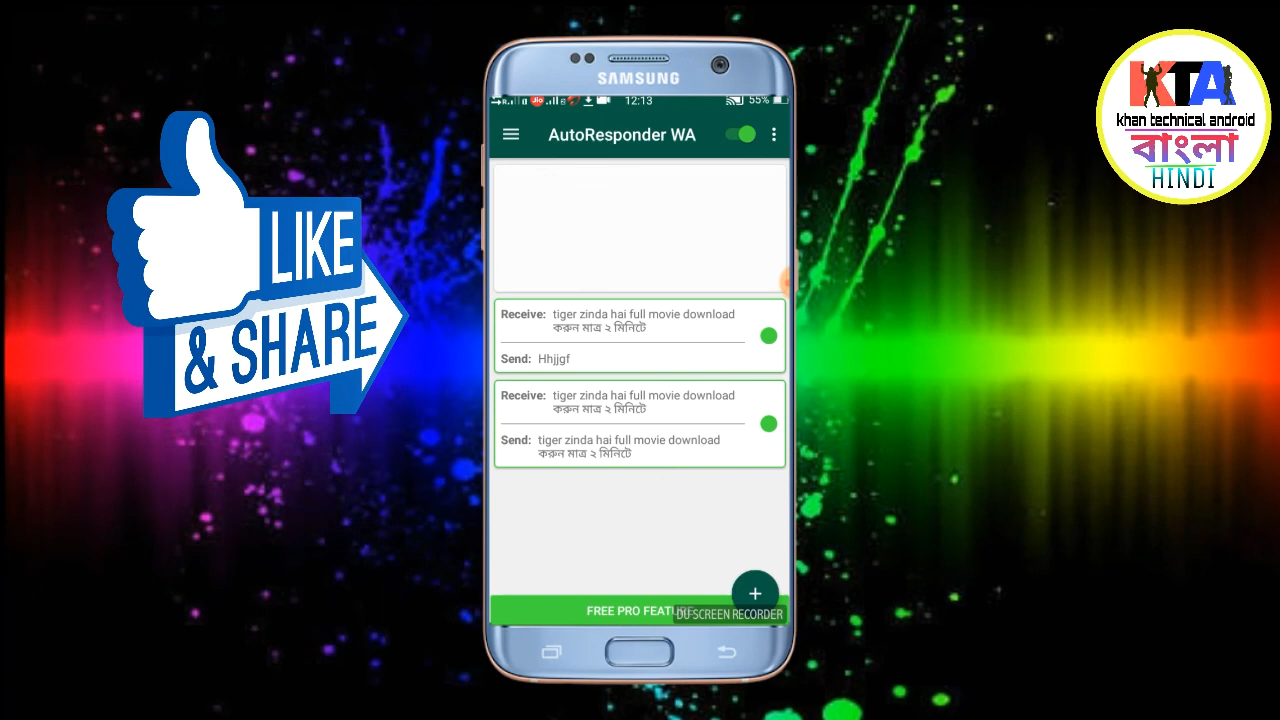 LIKE
& SHARE
SAMSUNG
Jio
12:13
55%
AutoResponder WA
Receive: tiger zinda hai full movie download
করুন মাত্র ২ মিনিটে
Send: Hhjjgf
Receive: tiger zinda hai full movie download
করুন মাত্র ২ মিনিটে
Send: tiger zinda hai full movie download
করুন মাত্র ২ মিনিটে
+
FREE PRO FEAT
DU SCREEN RECORDER
KTA
khan technical android
বাংলা
HINDI